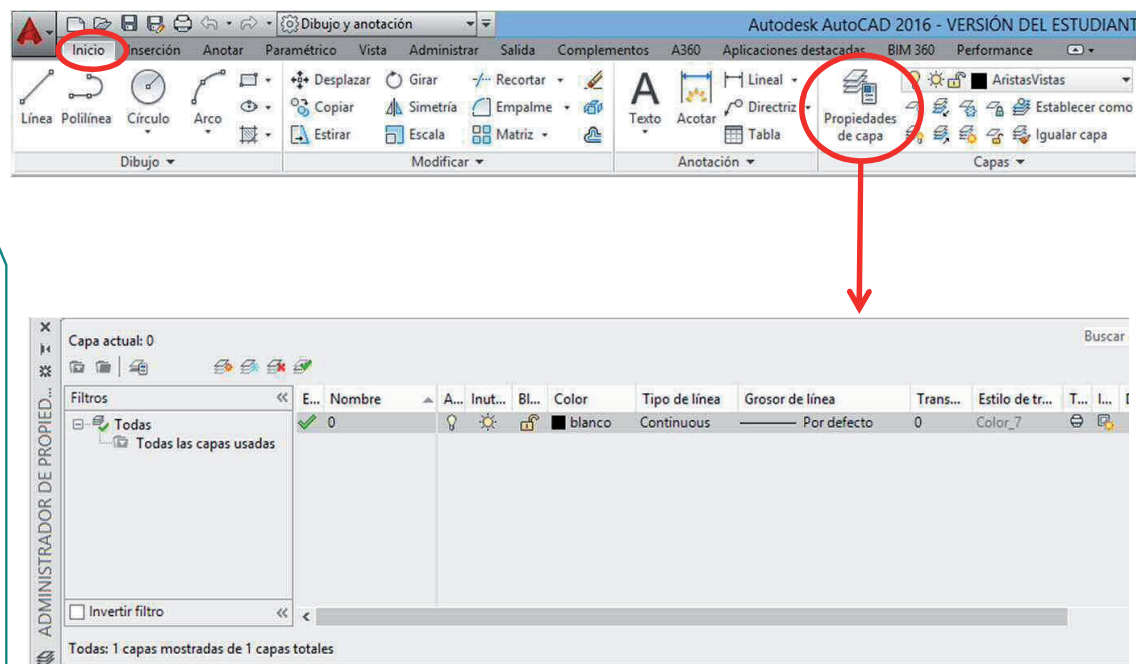 Dibujo y anotación
Autodesk AutoCAD 2016 - VERSIÓN DEL ESTUDIANT
Inicio Inserción Anotar Paramétrico Vista Administrar Salida Complementos A360 Aplicaciones destacadas BIM 360 Performance
Desplazar Girar Recortar Lineal AristasVistas
Copiar Simetría Empalme Directriz Establecer como
Línea Polilínea Círculo Arco Texto Acotar Propiedades de capa
Estirar Escala Matriz Tabla Igualar capa
Dibujo Modificar Anotación Capas
Capa actual: 0 Buscar
Filtros E... Nombre A... Inut... Bl... Color Tipo de línea Grosor de línea Trans... Estilo de tr... T... I...
Todas 0 blanco Continuous Por defecto 0 Color_7
Todas las capas usadas
Invertir filtro
Todas: 1 capas mostradas de 1 capas totales
ADMINISTRADOR DE PROPIED...